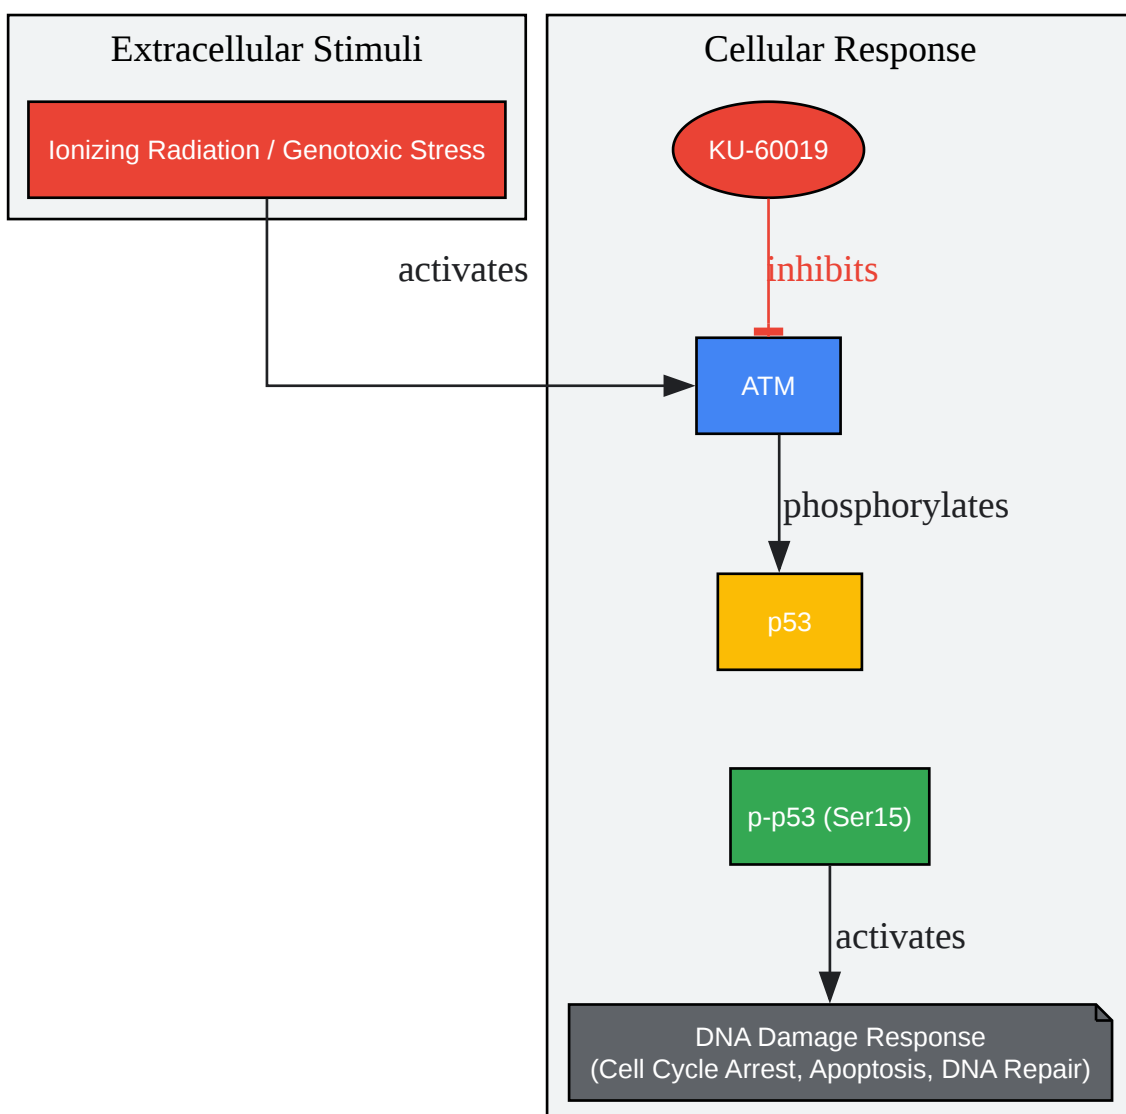 Extracellular Stimuli
Cellular Response
Ionizing Radiation / Genotoxic Stress
KU-60019
activates
inhibits
ATM
phosphorylates
p53
p-p53 (Ser15)
activates
DNA Damage Response
(Cell Cycle Arrest, Apoptosis, DNA Repair)